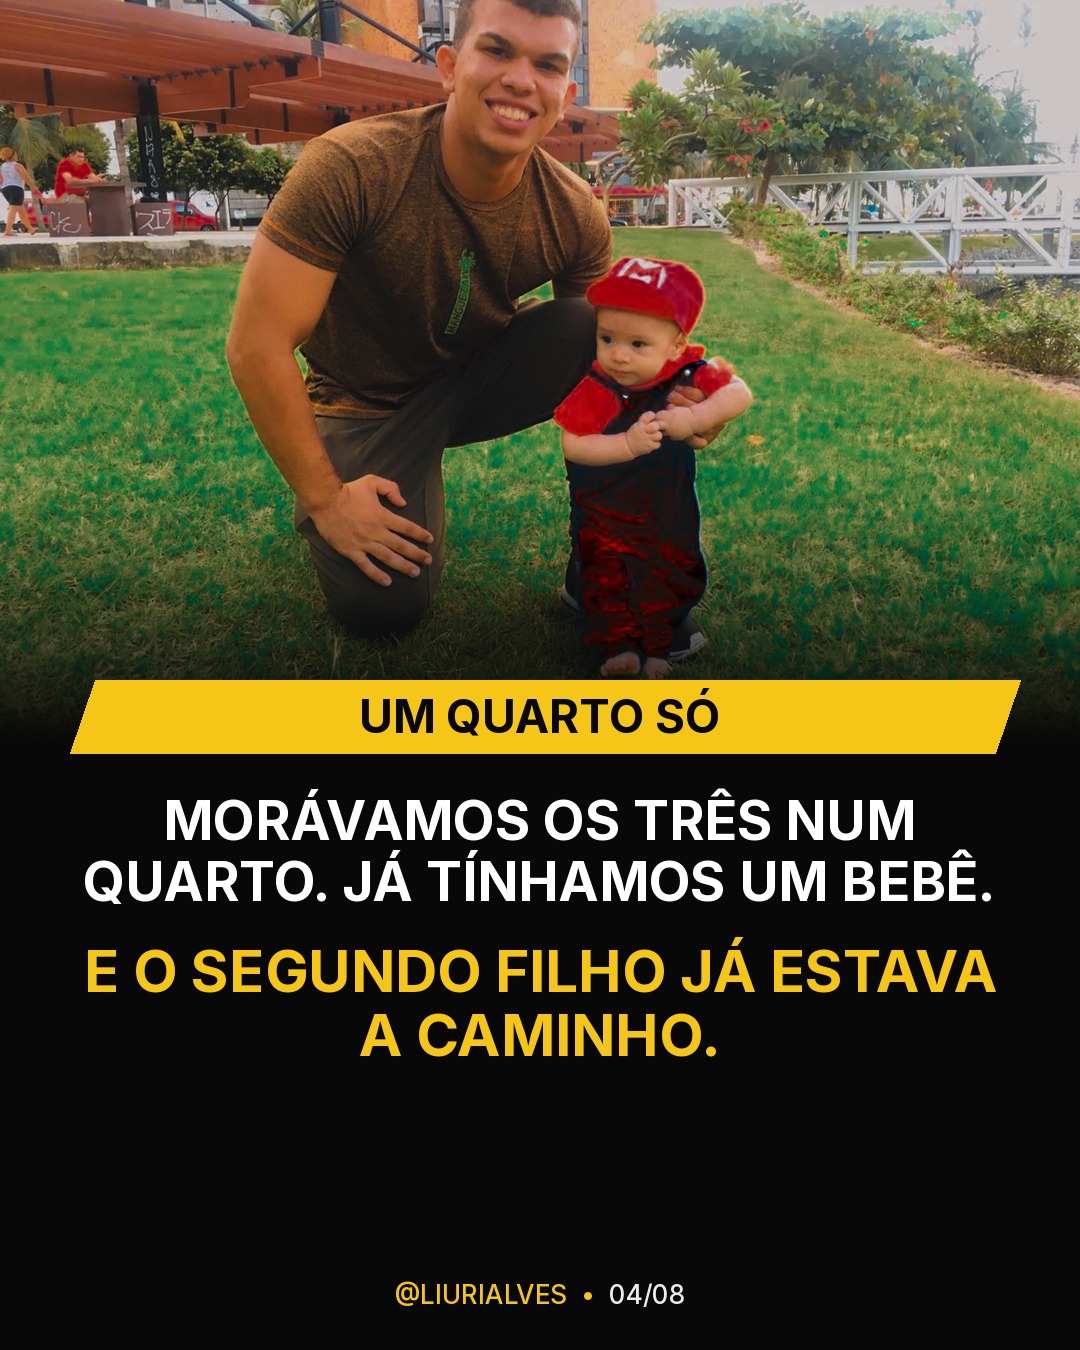 UM QUARTO SÓ
MORÁVAMOS OS TRÊS NUM
QUARTO. JÁ TÍNHAMOS UM BEBÊ.
E O SEGUNDO FILHO JÁ ESTAVA
A CAMINHO.
@LIURIALVES • 04/08